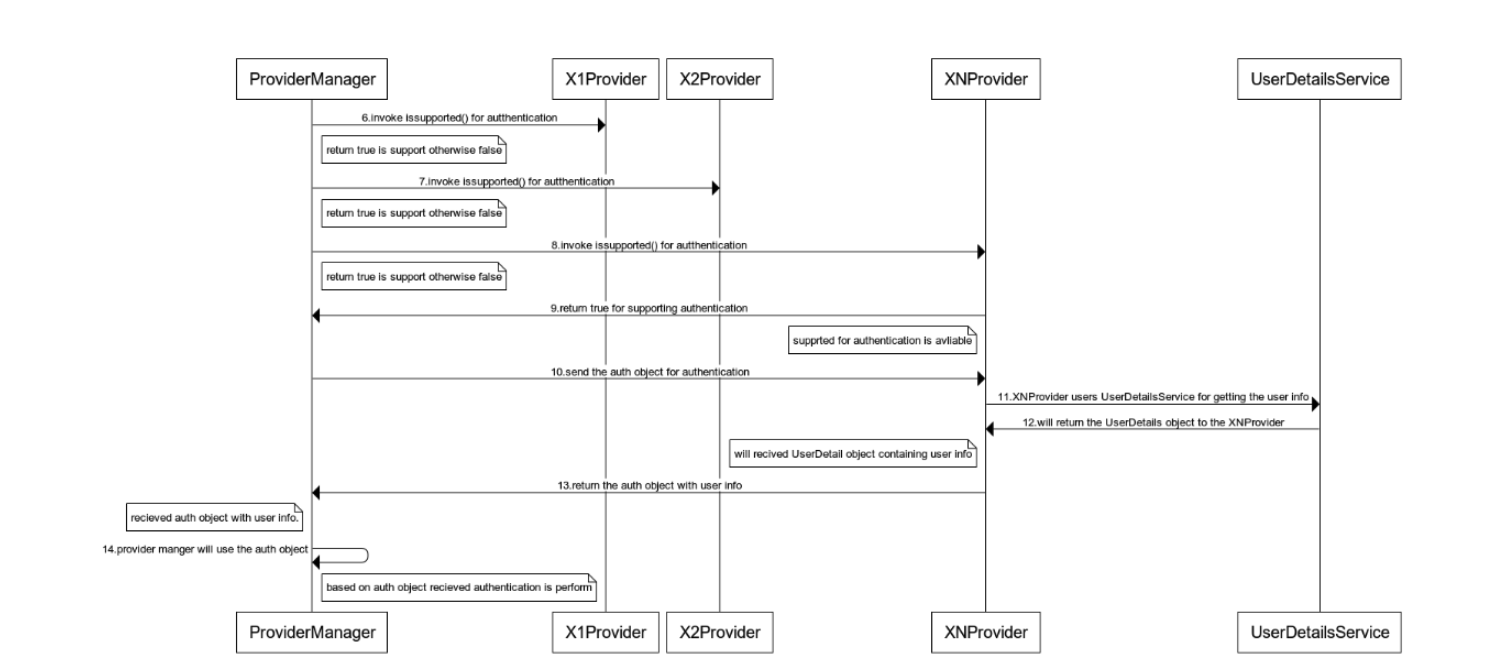 ProviderManager
X1Provider
X2Provider
XNProvider
UserDetailsService
6.invoke issupported() for autthentication
return true is support otherwise false
7.invoke issupported() for autthentication
return true is support otherwise false
8.invoke issupported() for autthentication
return true is support otherwise false
9.return true for supporting authentication
supprted for authentication is avliable
10.send the auth object for authentication
11.XNProvider users UserDetailsService for getting the user info
12.will return the UserDetails object to the XNProvider
will recived UserDetail object containing user info
13.return the auth object with user info
recieved auth object with user info.
14.provider manger will use the auth object
based on auth object recieved authentication is perform
ProviderManager
X1Provider
X2Provider
XNProvider
UserDetailsService